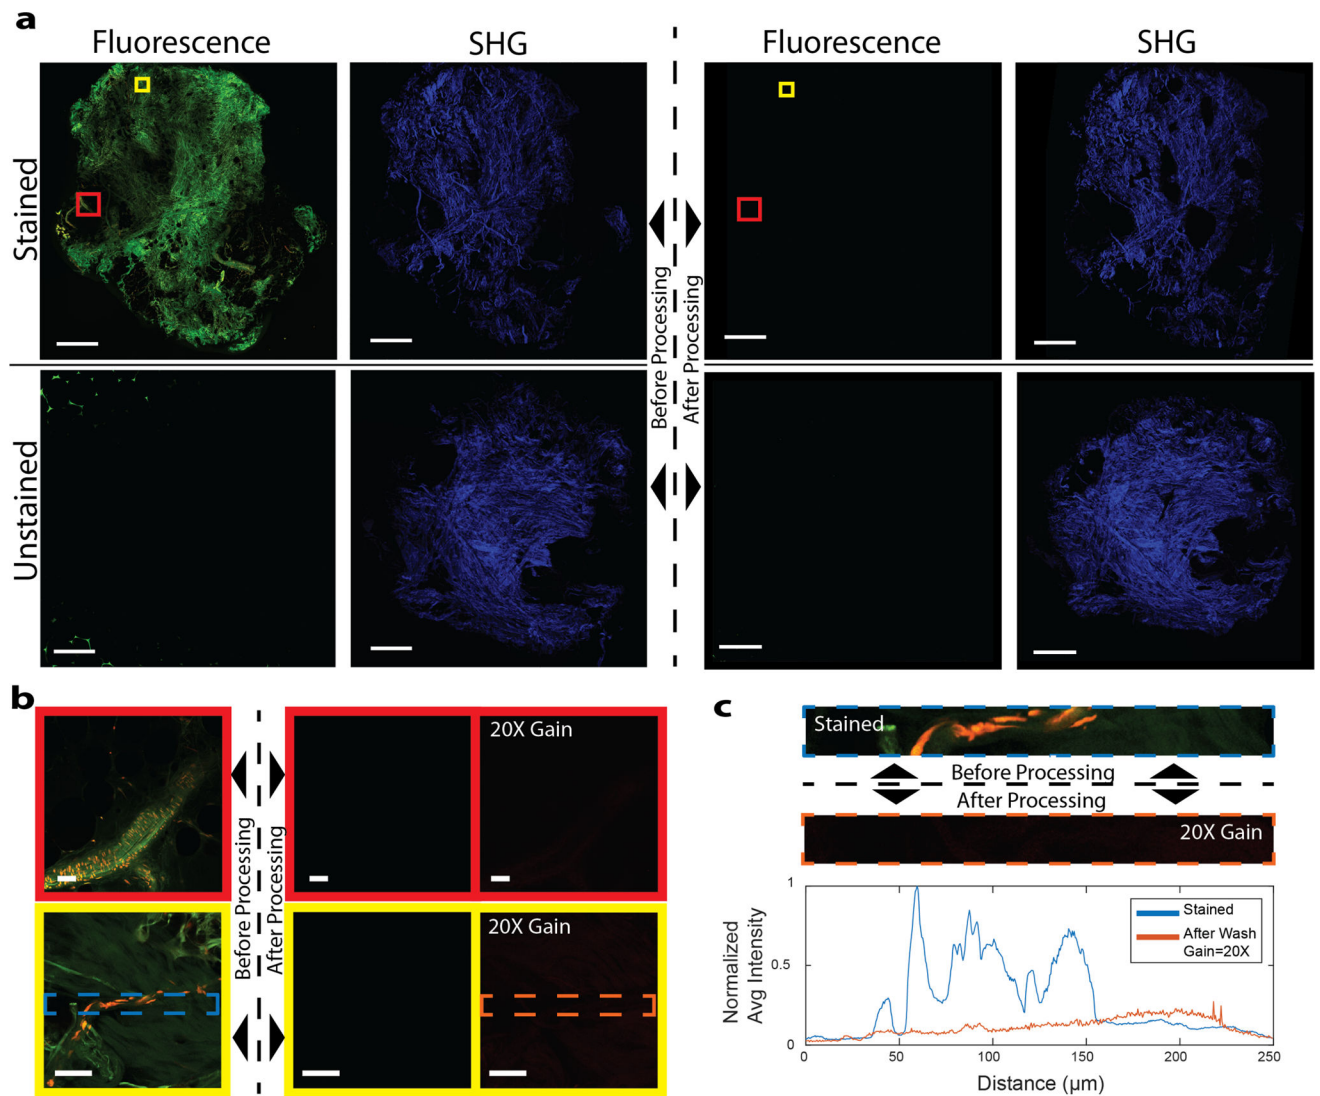 a
Fluorescence
SHG
Fluorescence
SHG
Stained
Before Processing
After Processing
Unstained
b
20X Gain
Before Processing
After Processing
20X Gain
c
Stained
Before Processing
After Processing
20X Gain
1
0.5
0
Normalized
Avg Intensity
Stained
After Wash
Gain=20X
0
50
100
150
200
250
Distance (µm)